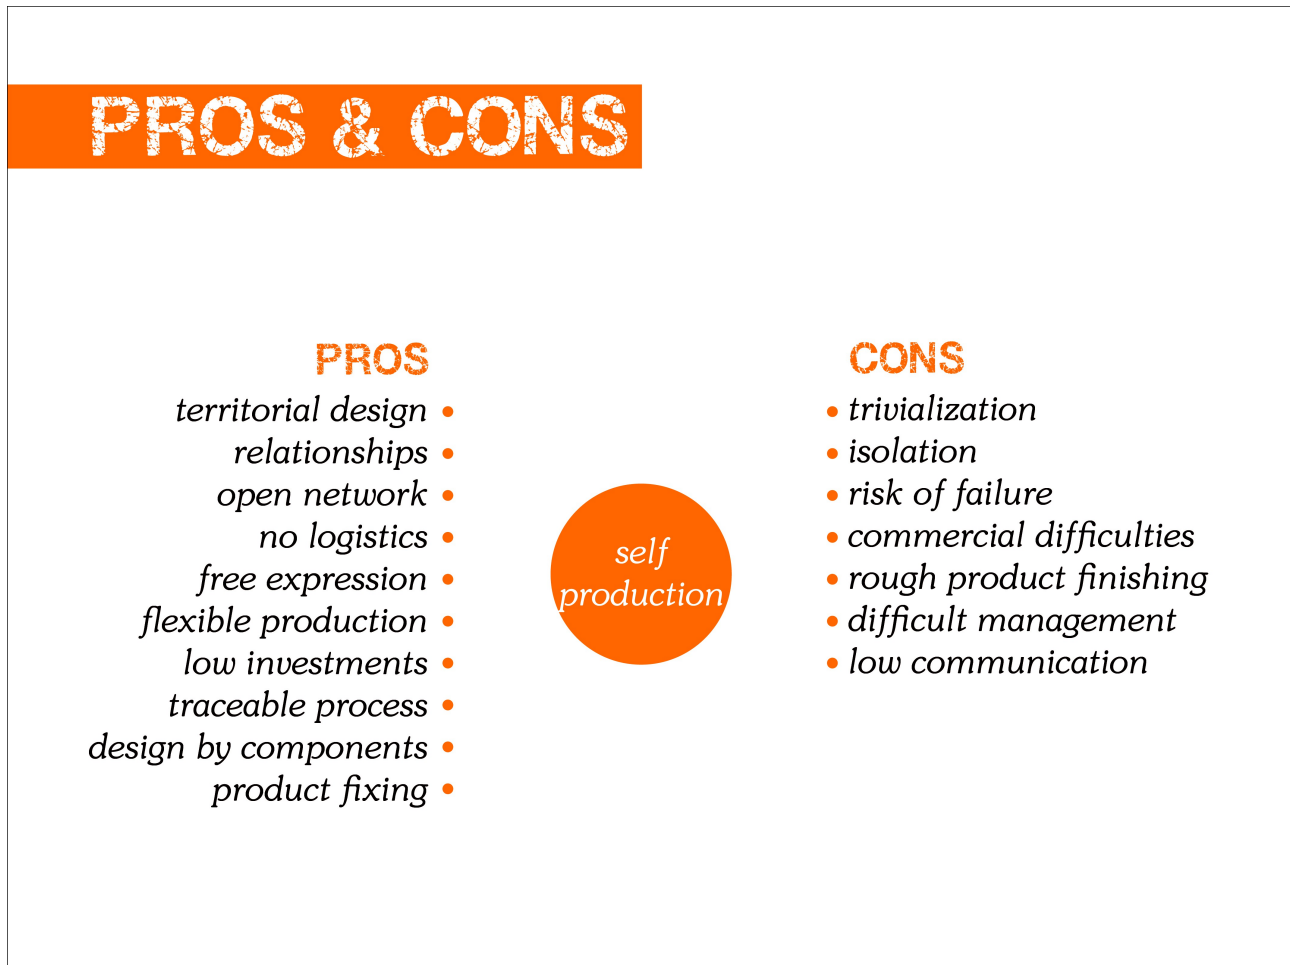 PROS & CONS
PROS
territorial design
relationships
open network
no logistics
free expression
flexible production
low investments
traceable process
design by components
product fixing
self
production
CONS
trivialization
isolation
risk of failure
commercial difficulties
rough product finishing
difficult management
low communication